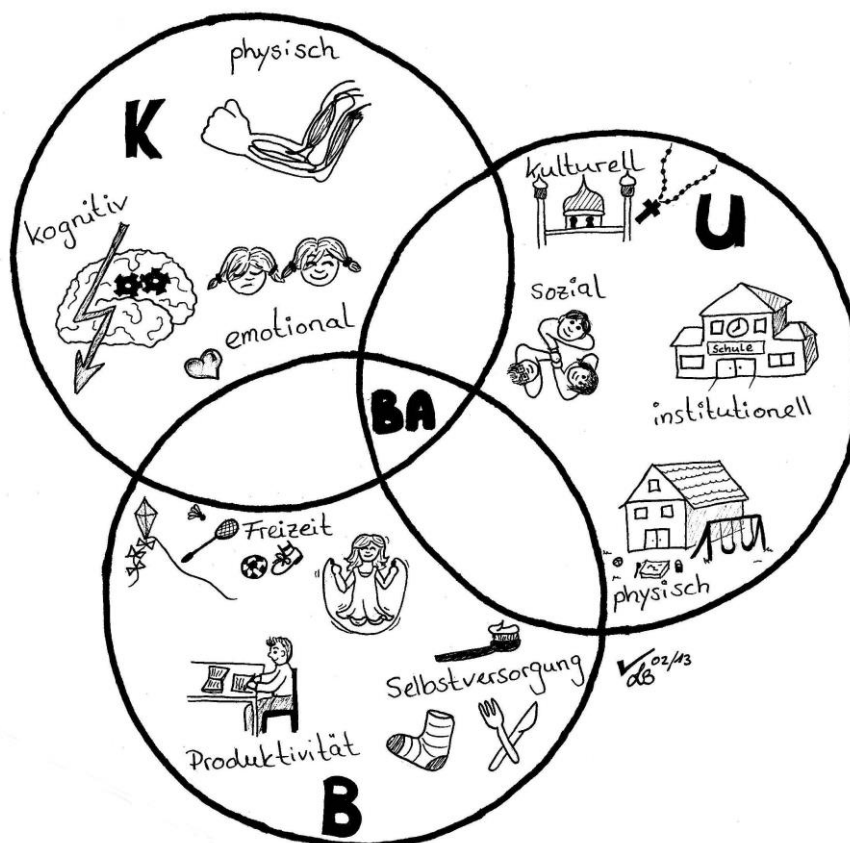 physisch
K
kognitiv
emotional
kulturell
U
sozial
Schule
institutionell
physisch
BA
Freizeit
Selbstversorgung
Produktivität
B
02/13